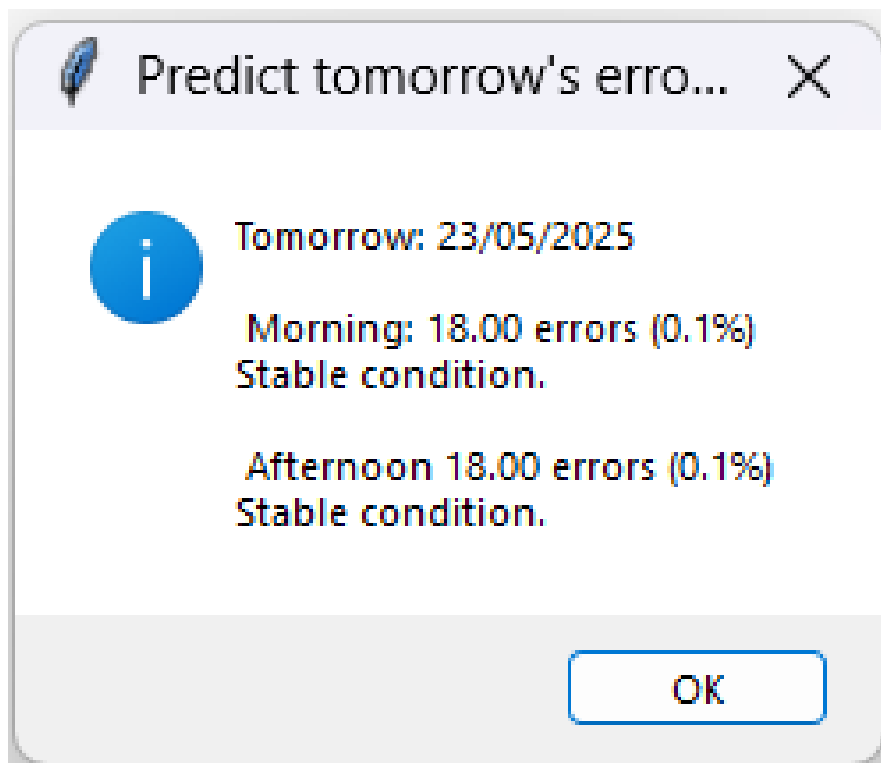 Predict tomorrow's erro...
Tomorrow: 23/05/2025
Morning: 18.00 errors (0.1%)
Stable condition.
Afternoon 18.00 errors (0.1%)
Stable condition.
OK